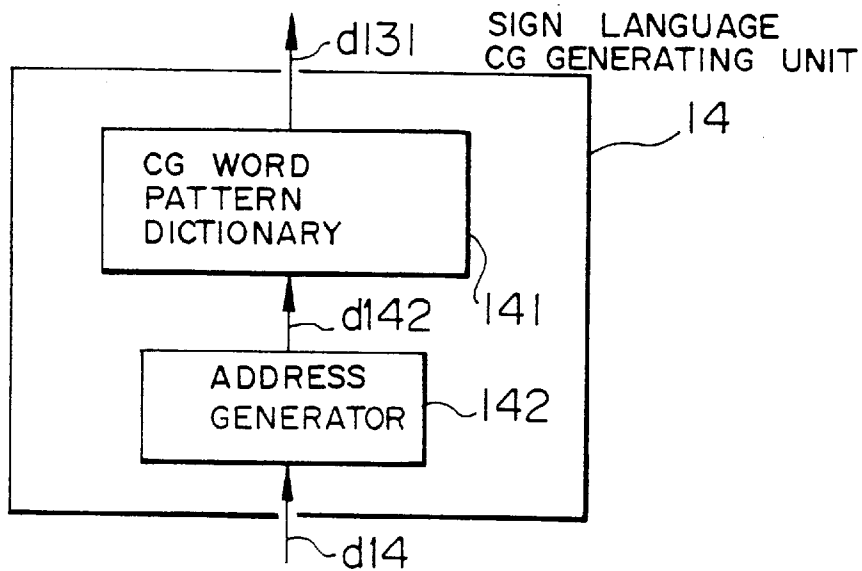 SIGN LANGUAGE
CG GENERATING UNIT
d131
14
CG WORD
PATTERN
DICTIONARY
141
d142
ADDRESS
GENERATOR
142
d14